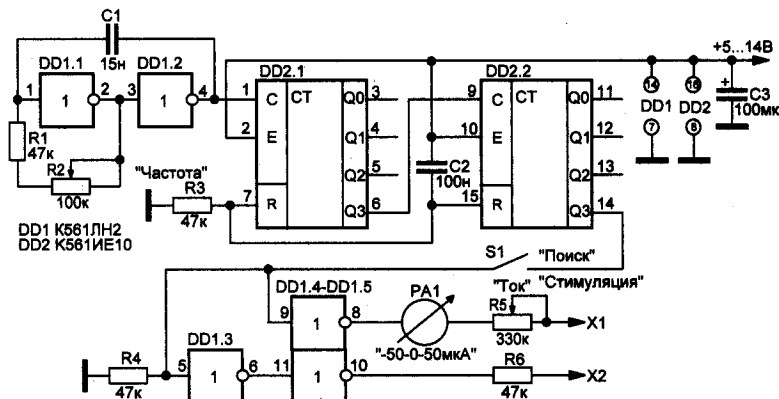 C1
15н
DD1.1
DD1.2
DD2.1
DD2.2
+5...14В
1
1
2
3
1
4
1
C
CT
Q0
3
2
E
Q1
4
Q2
5
7
R
Q3
6
9
C
CT
Q0
11
10
E
Q1
12
Q2
13
15
R
Q3
14
14
DD1
7
16
DD2
8
+
C3
100мк
R1
47к
R2
100к
"Частота"
R3
47к
C2
100н
DD1 К561ЛН2
DD2 К561ИЕ10
S1
"Поиск"
"Стимуляция"
DD1.4-DD1.5
9
1
8
PA1
"-50-0-50мкА"
"Ток"
R5
330к
X1
R4
47к
DD1.3
5
1
6
11
1
10
R6
47к
X2